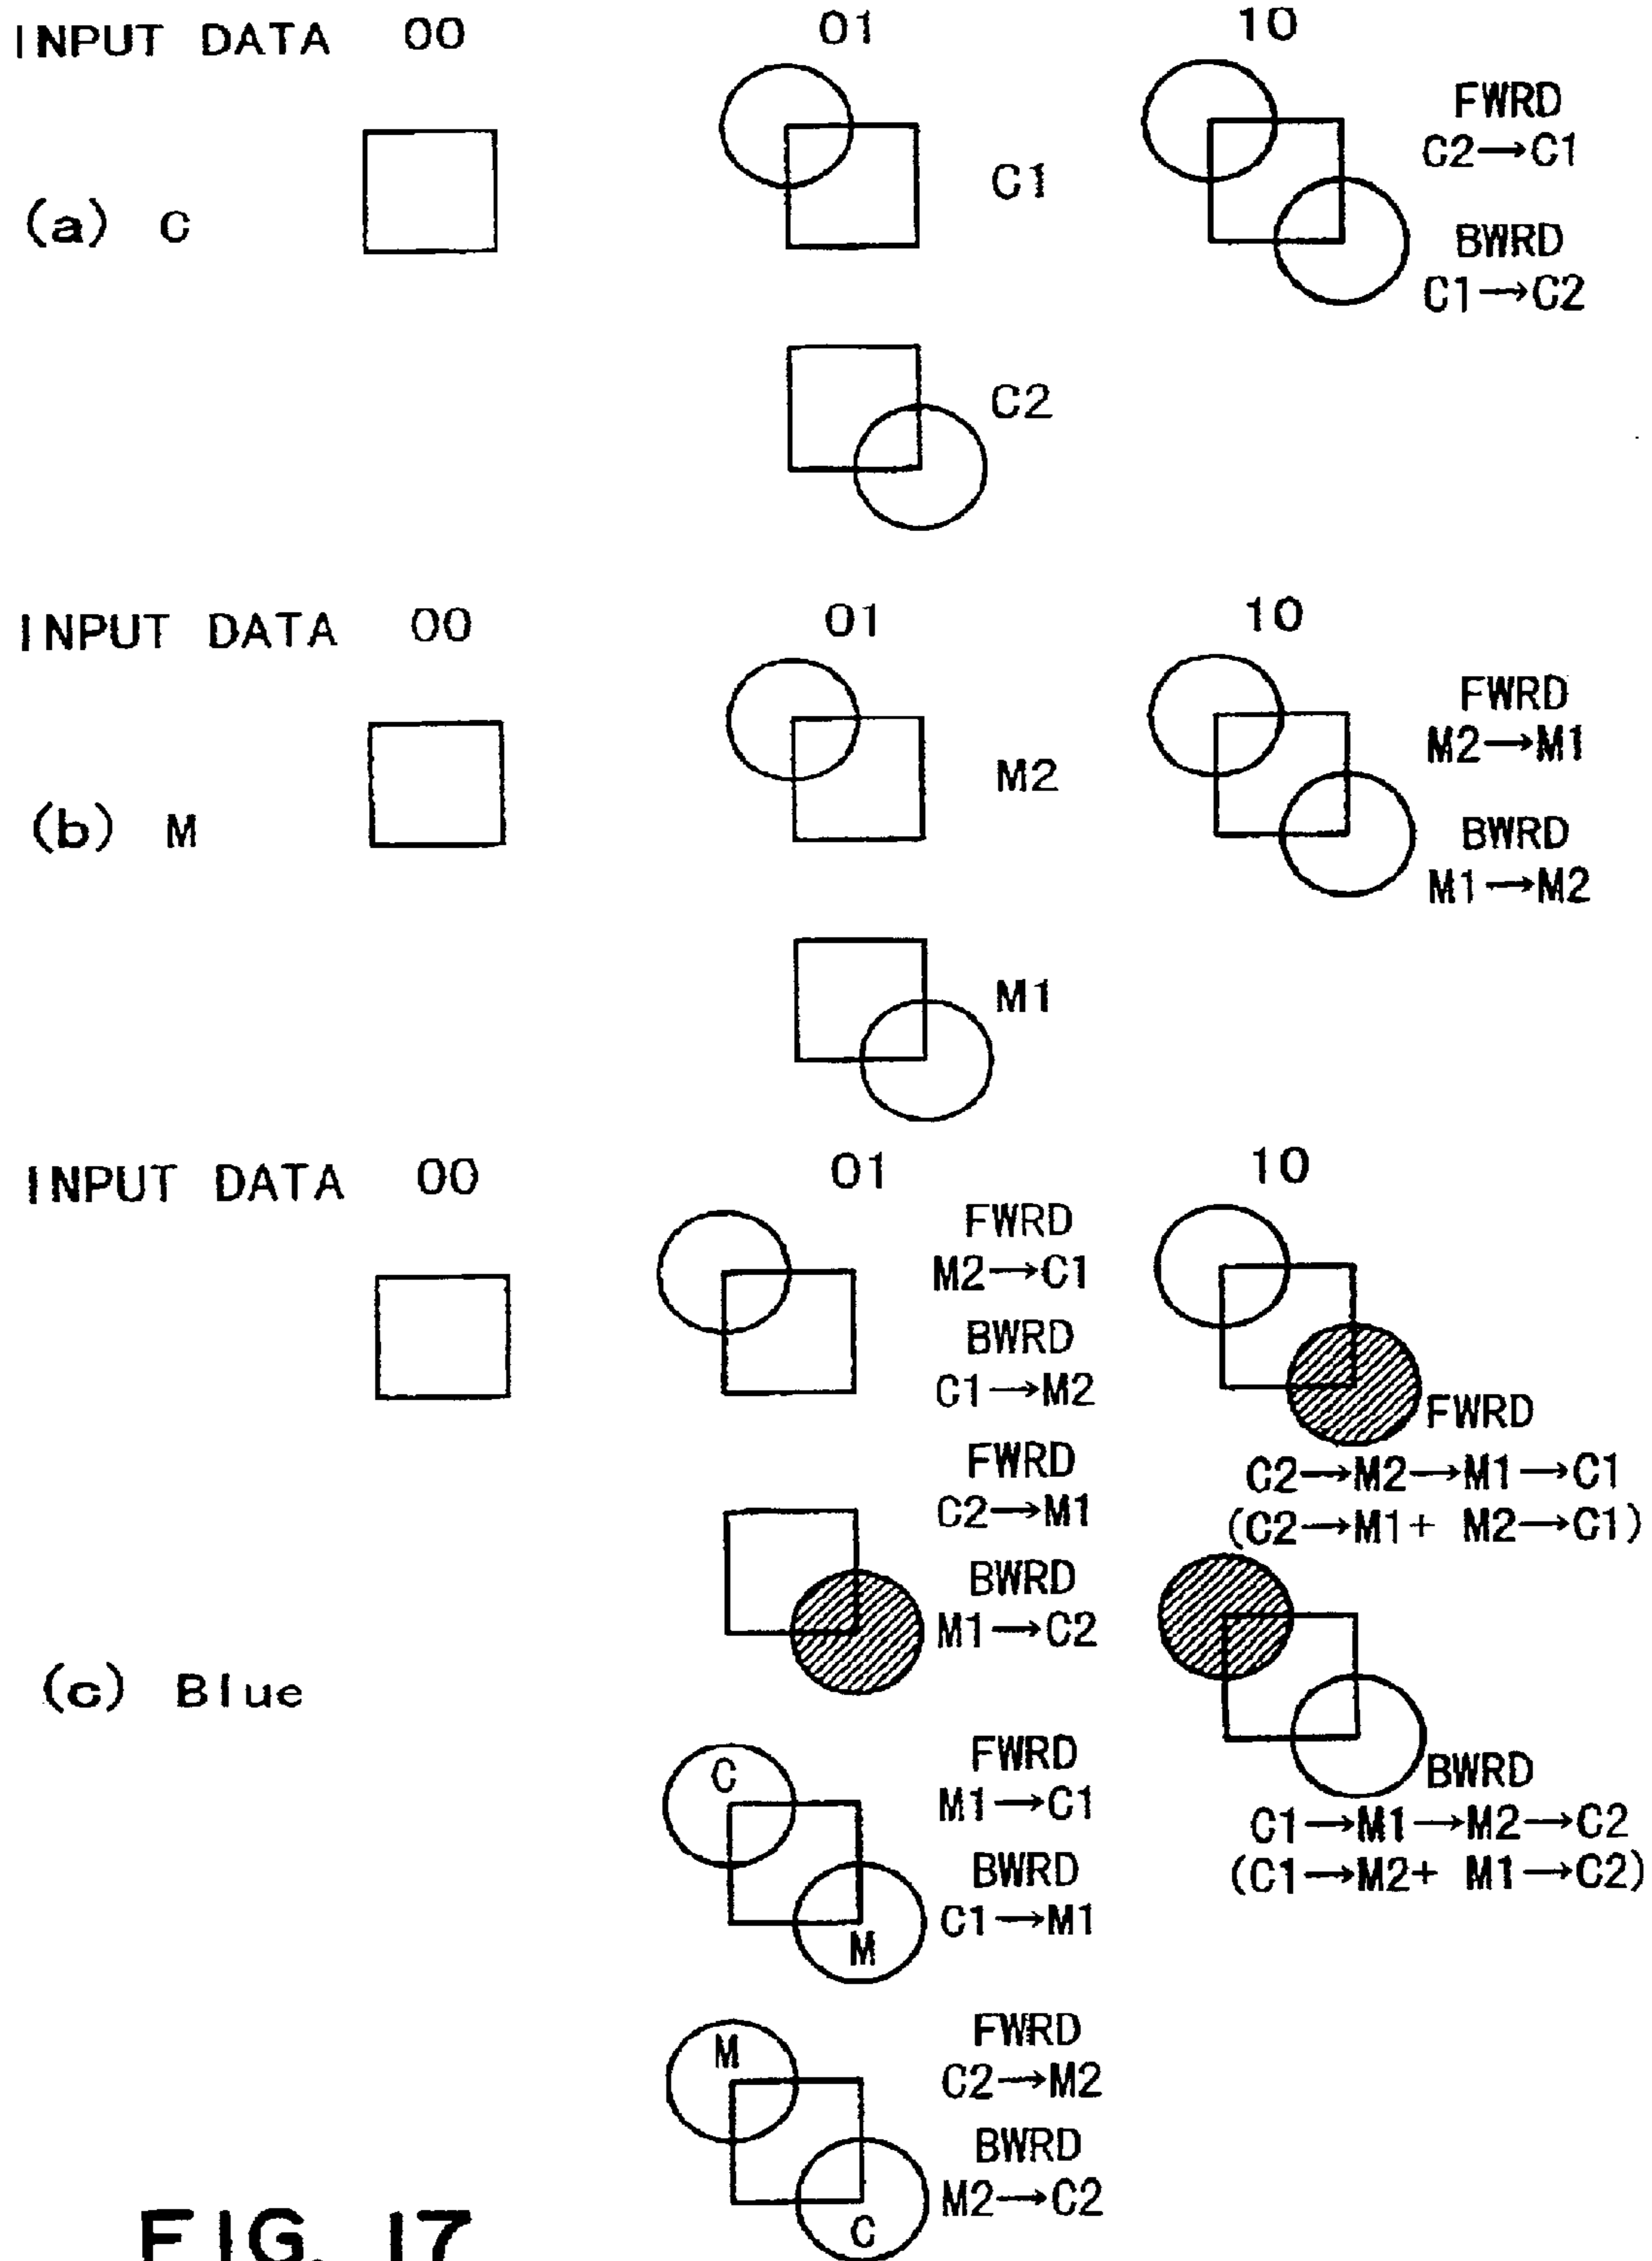 INPUT DATA 00 01 10
(a) C
C1
FWRD
C2→C1
BWRD
C1→C2
C2
INPUT DATA 00 01 10
(b) M
M2
FWRD
M2→M1
BWRD
M1→M2
M1
INPUT DATA 00 01 10
(c) Blue
FWRD
M2→C1
BWRD
C1→M2
FWRD
C2→M1
BWRD
M1→C2
C
M
FWRD
M1→C1
BWRD
C1→M1
M
C
FWRD
C2→M2
BWRD
M2→C2
FWRD
C2→M2→M1→C1
(C2→M1+ M2→C1)
BWRD
C1→M1→M2→C2
(C1→M2+ M1→C2)
FIG. 17